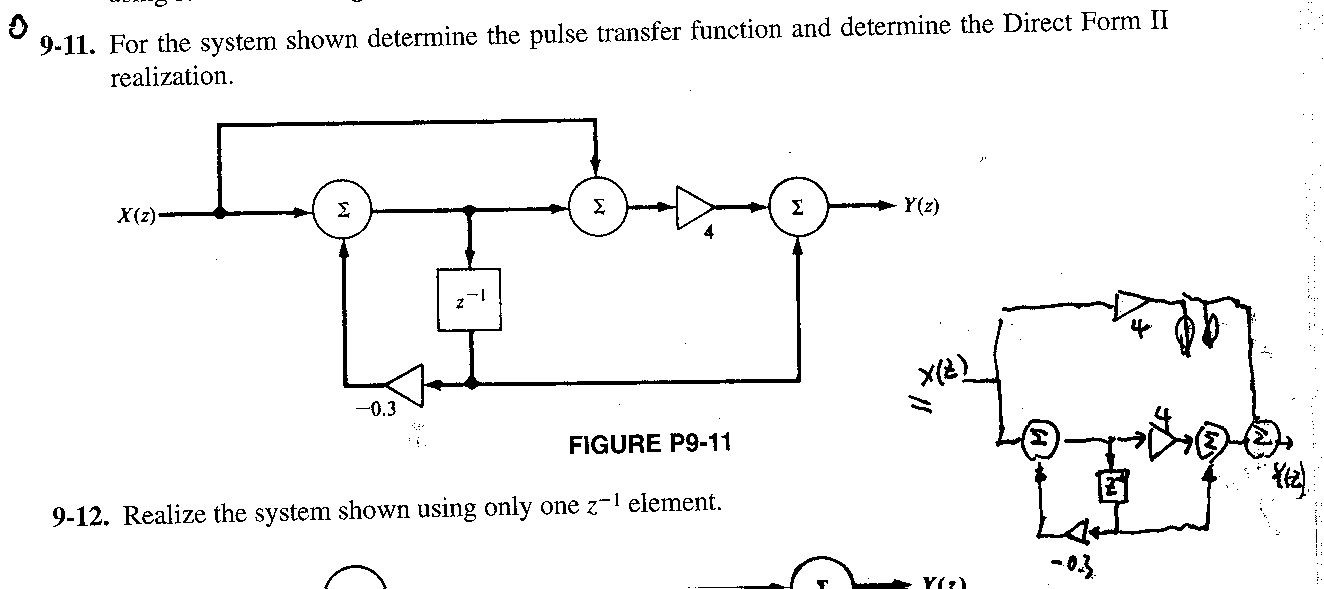 9-11. For the system shown determine the pulse transfer function and determine the Direct Form II
realization.
X(z)
Σ
Σ
4
Σ
Y(z)
z⁻¹
−0.3
FIGURE P9-11
=
X(z)
4
Σ
4
Σ
Σ
Y(z)
z⁻¹
-0.3
9-12. Realize the system shown using only one z⁻¹ element.
Σ
Y(z)